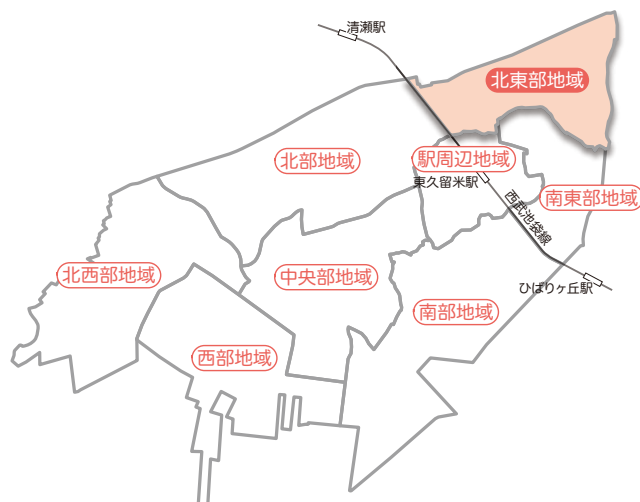 清瀬駅
北東部地域
北部地域
駅周辺地域
東久留米駅
南東部地域
西武池袋線
北西部地域
中央部地域
ひばりヶ丘駅
南部地域
西部地域